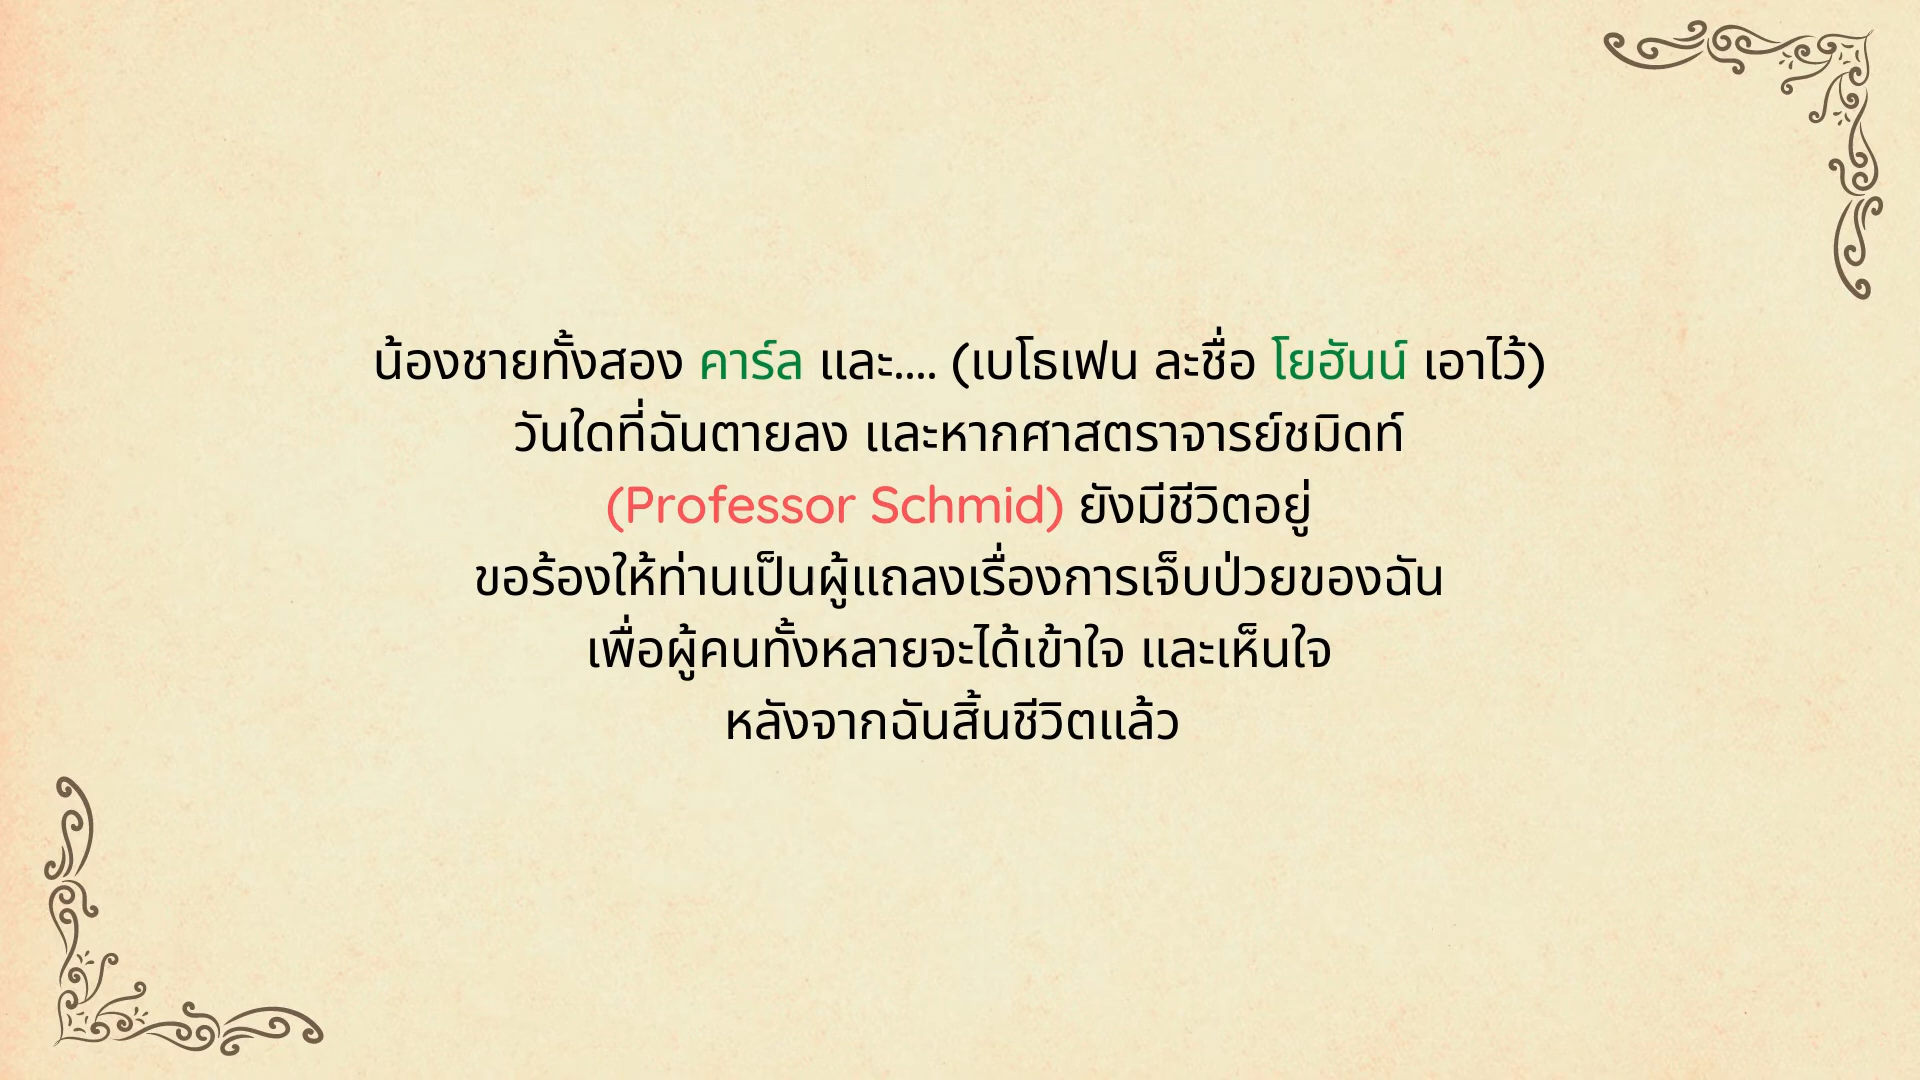 น้องชายทั้งสอง คาร์ล และ.... (เบโธเฟน ละชื่อ โยฮันน์ เอาไว้)
วันใดที่ฉันตายลง และหากศาสตราจารย์ชมิดท์
(Professor Schmid) ยังมีชีวิตอยู่
ขอร้องให้ท่านเป็นผู้แถลงเรื่องการเจ็บป่วยของฉัน
เพื่อผู้คนทั้งหลายจะได้เข้าใจ และเห็นใจ
หลังจากฉันสิ้นชีวิตแล้ว